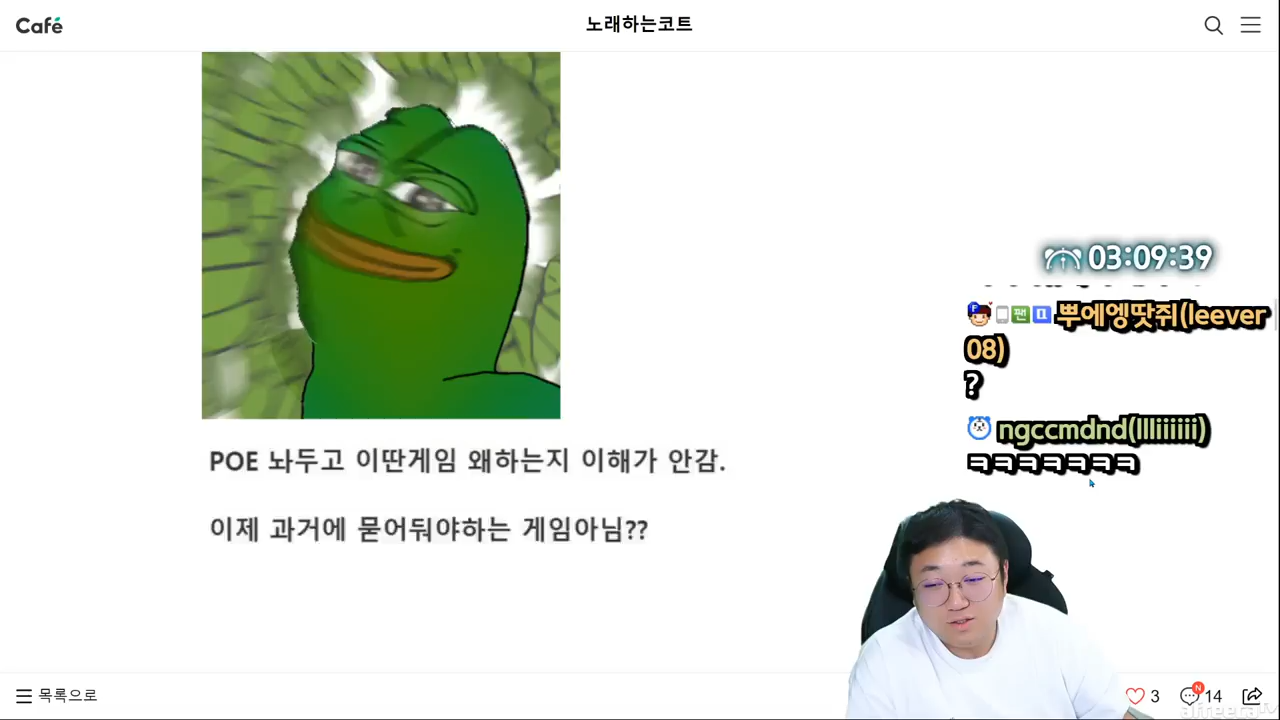 Café
노래하는코트
POE 놔두고 이딴게임 왜하는지 이해가 안감.
이제 과거에 묻어둬야하는 게임아님??
03:09:39
F 팬 뿌에엥땃쥐(leever
08)
?
ngccmdnd(llliiiiii)
ㅋㅋㅋㅋㅋㅋㅋ
목록으로
3
N
14
afreecaTV